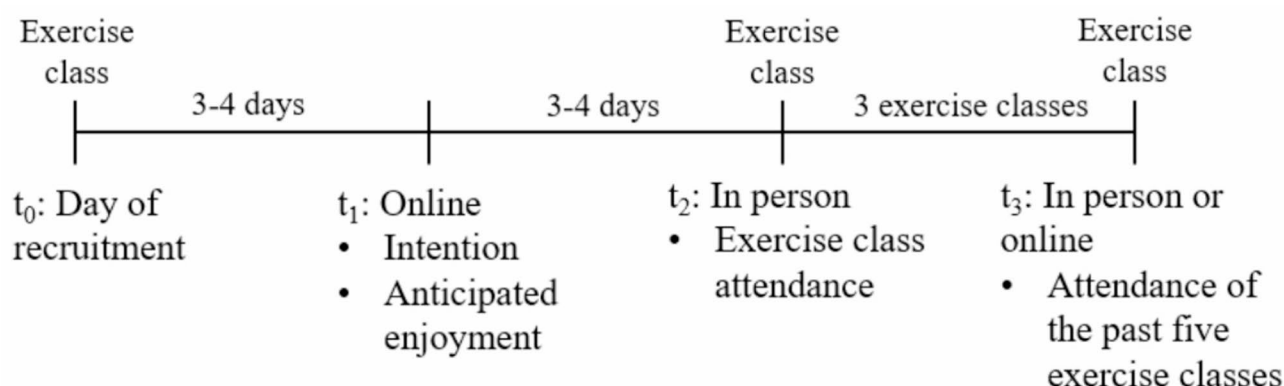 Exercise
class
Exercise
class
Exercise
class
3-4 days
3-4 days
3 exercise classes
t₀: Day of
recruitment
t₁: Online
• Intention
• Anticipated
enjoyment
t₂: In person
• Exercise class
attendance
t₃: In person or
online
• Attendance of
the past five
exercise classes